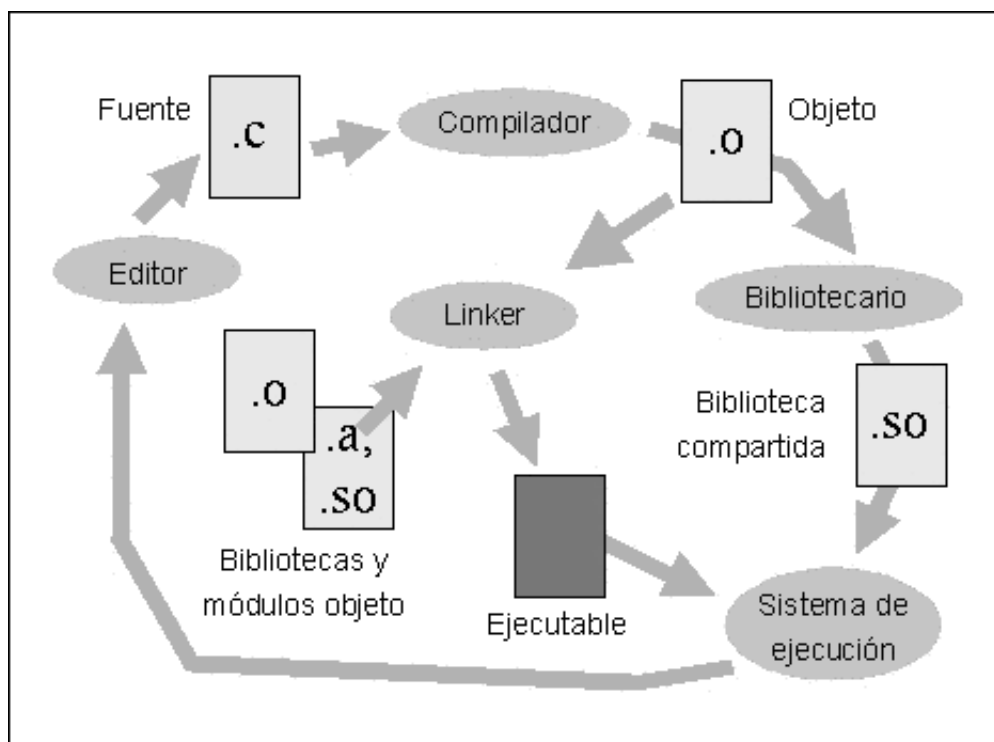 Fuente
.c
Compilador
.o
Objeto
Editor
Linker
Bibliotecario
.o
.a,
.so
Biblioteca
compartida
.so
Bibliotecas y
módulos objeto
Ejecutable
Sistema de
ejecución